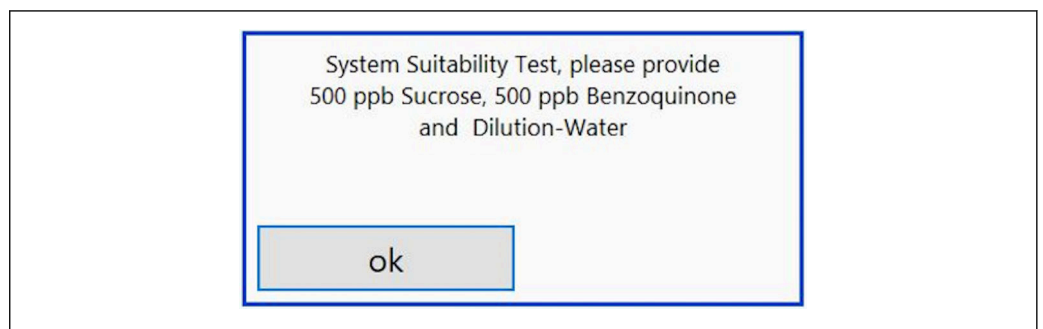 System Suitability Test, please provide
500 ppb Sucrose, 500 ppb Benzoquinone
and Dilution-Water
ok